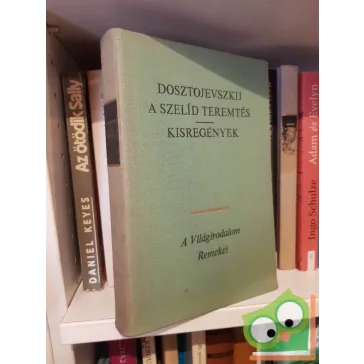 DOSZTOJEVSZKIJ
A SZELÍD TEREMTÉS
KISREGÉNYEK
A Világirodalom
Remekei
DANIEL KEYES
Az ötödik Sally
Ingo Schulze
Adam és Evelyn